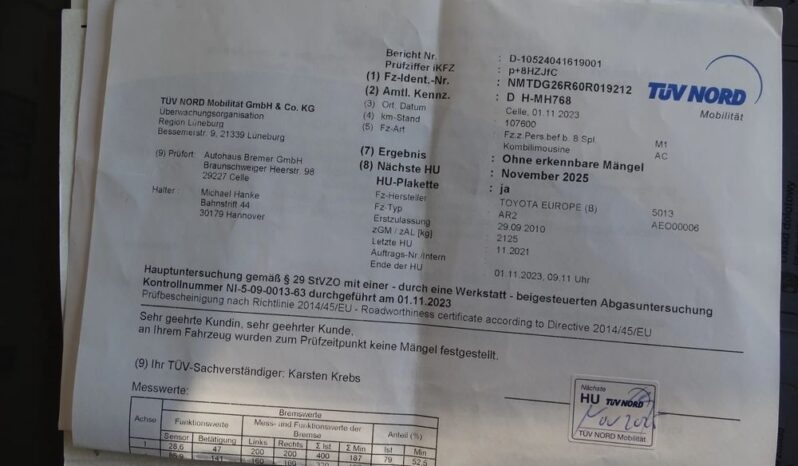 Bericht Nr. : D-10524041619001
Prüfziffer iKFZ : p+8HZJfC
(1) Fz-Ident.-Nr. : NMTDG26R60R019212
(2) Amtl. Kennz. : D H-MH768
(3) Ort, Datum : Celle, 01.11.2023
(4) km-Stand : 107600
(5) Fz-Art : Fz.z.Pers.bef.b. 8 Spl. M1
Kombilimousine AC
(7) Ergebnis : Ohne erkennbare Mängel
(8) Nächste HU : November 2025
HU-Plakette : ja
Fz-Hersteller : TOYOTA EUROPE (B) 5013
Fz-Typ : AR2 AEO00006
Erstzulassung : 29.09.2010
zGM / zAL [kg] : 2125
Letzte HU : 11.2021
Auftrags-Nr./Intern :
Ende der HU : 01.11.2023, 09.11 Uhr
TÜV NORD
Mobilität
TÜV NORD Mobilität GmbH & Co. KG
Überwachungsorganisation
Region Lüneburg
Bessemerstr. 9, 21339 Lüneburg
(9) Prüfort: Autohaus Bremer GmbH
Braunschweiger Heerstr. 98
29227 Celle
Halter : Michael Hanke
Bahnstrift 44
30179 Hannover
Hauptuntersuchung gemäß § 29 StVZO mit einer - durch eine Werkstatt - beigesteuerten Abgasuntersuchung
Kontrollnummer NI-5-09-0013-63 durchgeführt am 01.11.2023
Prüfbescheinigung nach Richtlinie 2014/45/EU - Roadworthiness certificate according to Directive 2014/45/EU
Sehr geehrte Kundin, sehr geehrter Kunde,
an Ihrem Fahrzeug wurden zum Prüfzeitpunkt keine Mängel festgestellt.
(9) Ihr TÜV-Sachverständiger: Karsten Krebs
Messwerte:
Nächste
HU TÜV NORD
Nov 2025
TÜV NORD Mobilität
Bremswerte
Achse Funktionswerte Mess- und Funktionswerte der Bremse Anteil (%)
Sensor Betätigung Links Rechts Σ Ist Σ Min Ist Min
1 28.6 47 200 200 400 187 79 52.5
141 160 160